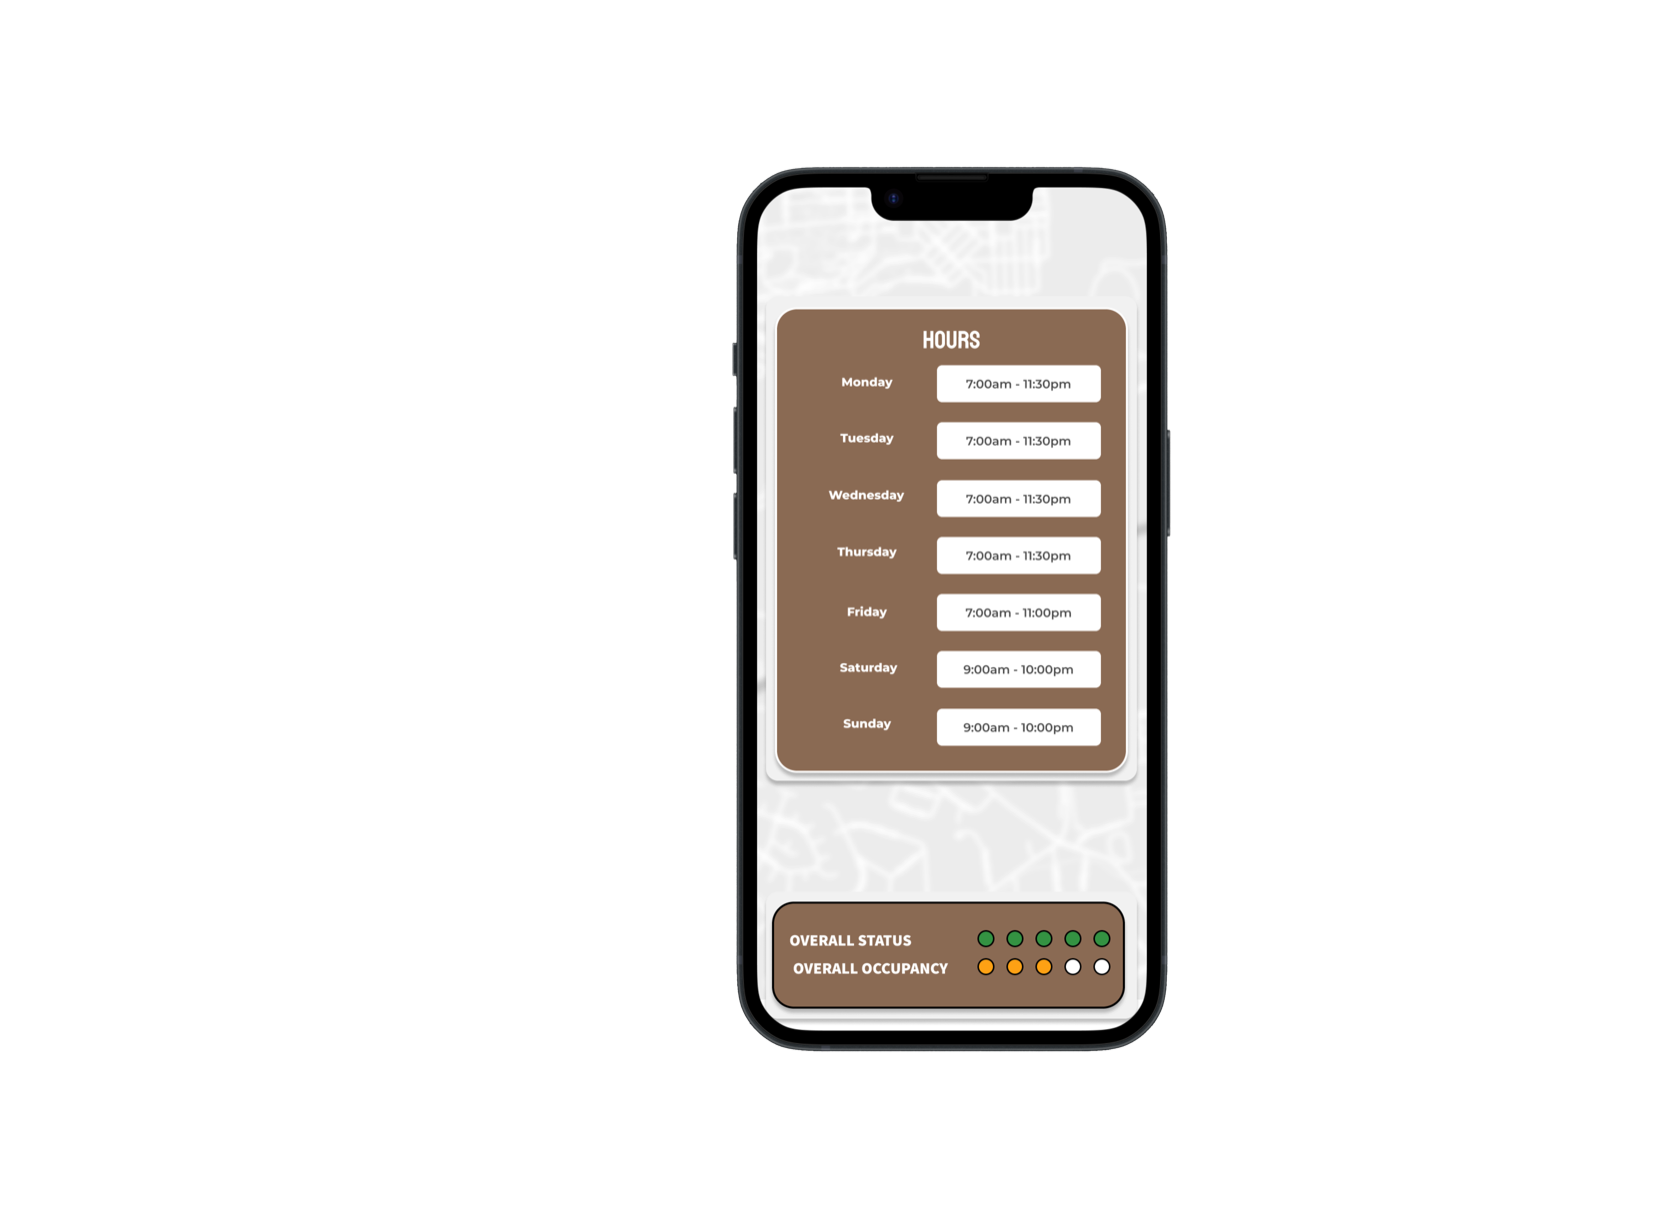 HOURS
Monday 7:00am - 11:30pm
Tuesday 7:00am - 11:30pm
Wednesday 7:00am - 11:30pm
Thursday 7:00am - 11:30pm
Friday 7:00am - 11:00pm
Saturday 9:00am - 10:00pm
Sunday 9:00am - 10:00pm
OVERALL STATUS
OVERALL OCCUPANCY